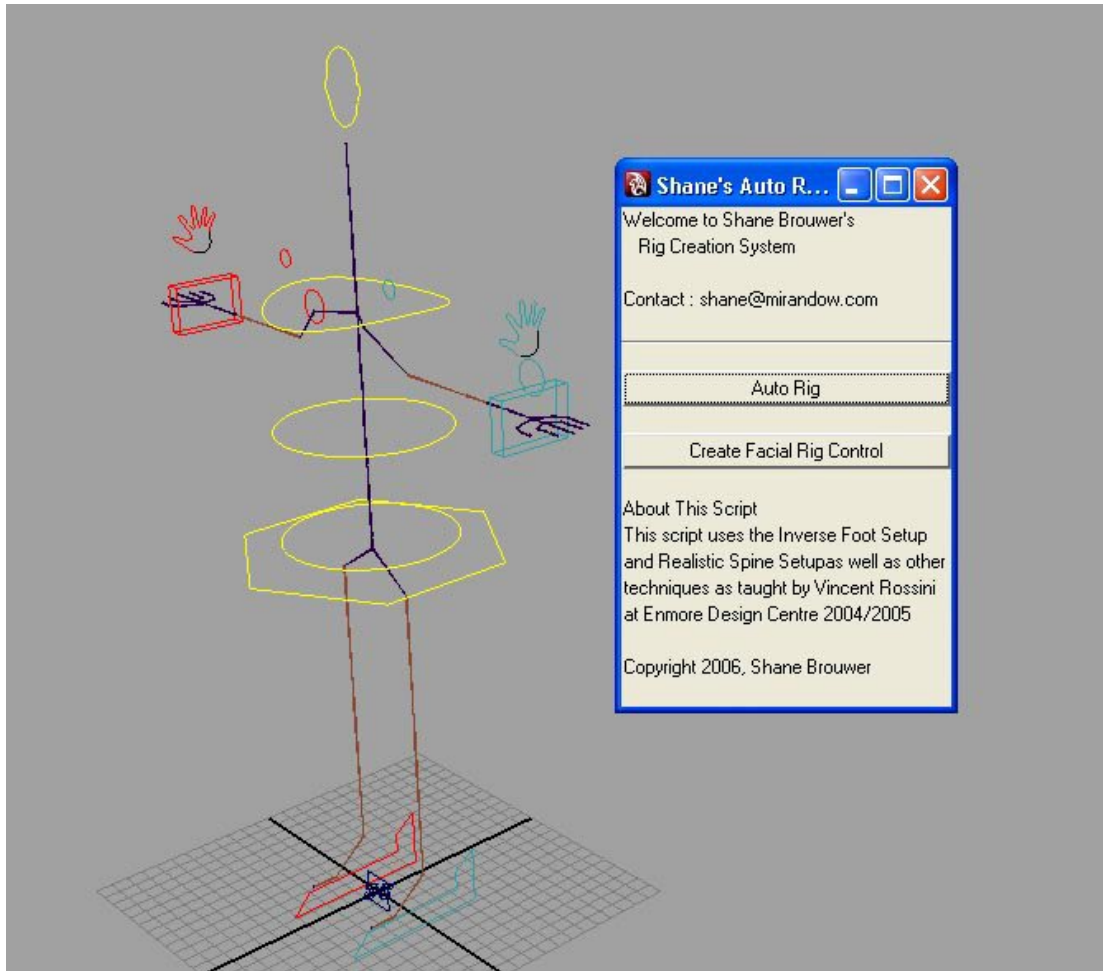 Shane's Auto R...
Welcome to Shane Brouwer's
Rig Creation System
Contact : shane@mirandow.com
Auto Rig
Create Facial Rig Control
About This Script
This script uses the Inverse Foot Setup
and Realistic Spine Setupas well as other
techniques as taught by Vincent Rossini
at Enmore Design Centre 2004/2005
Copyright 2006, Shane Brouwer